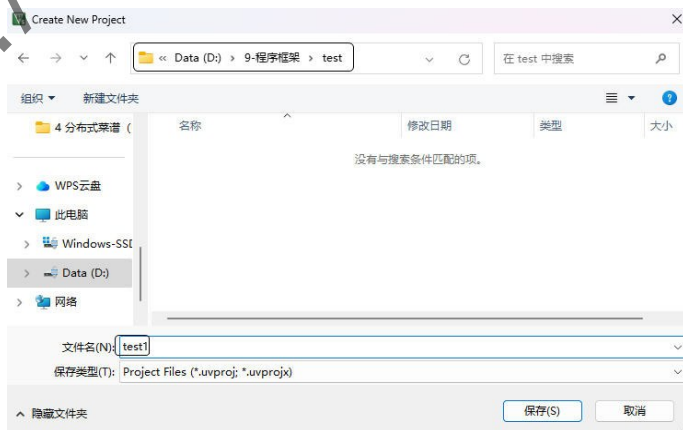 Create New Project
« Data (D:) › 9-程序框架 › test
在 test 中搜索
组织
新建文件夹
4 分布式菜谱 (
名称
修改日期
类型
大小
没有与搜索条件匹配的项。
WPS云盘
此电脑
Windows-SSD
Data (D:)
网络
文件名(N): test1
保存类型(T): Project Files (*.uvproj; *.uvprojx)
隐藏文件夹
保存(S)
取消